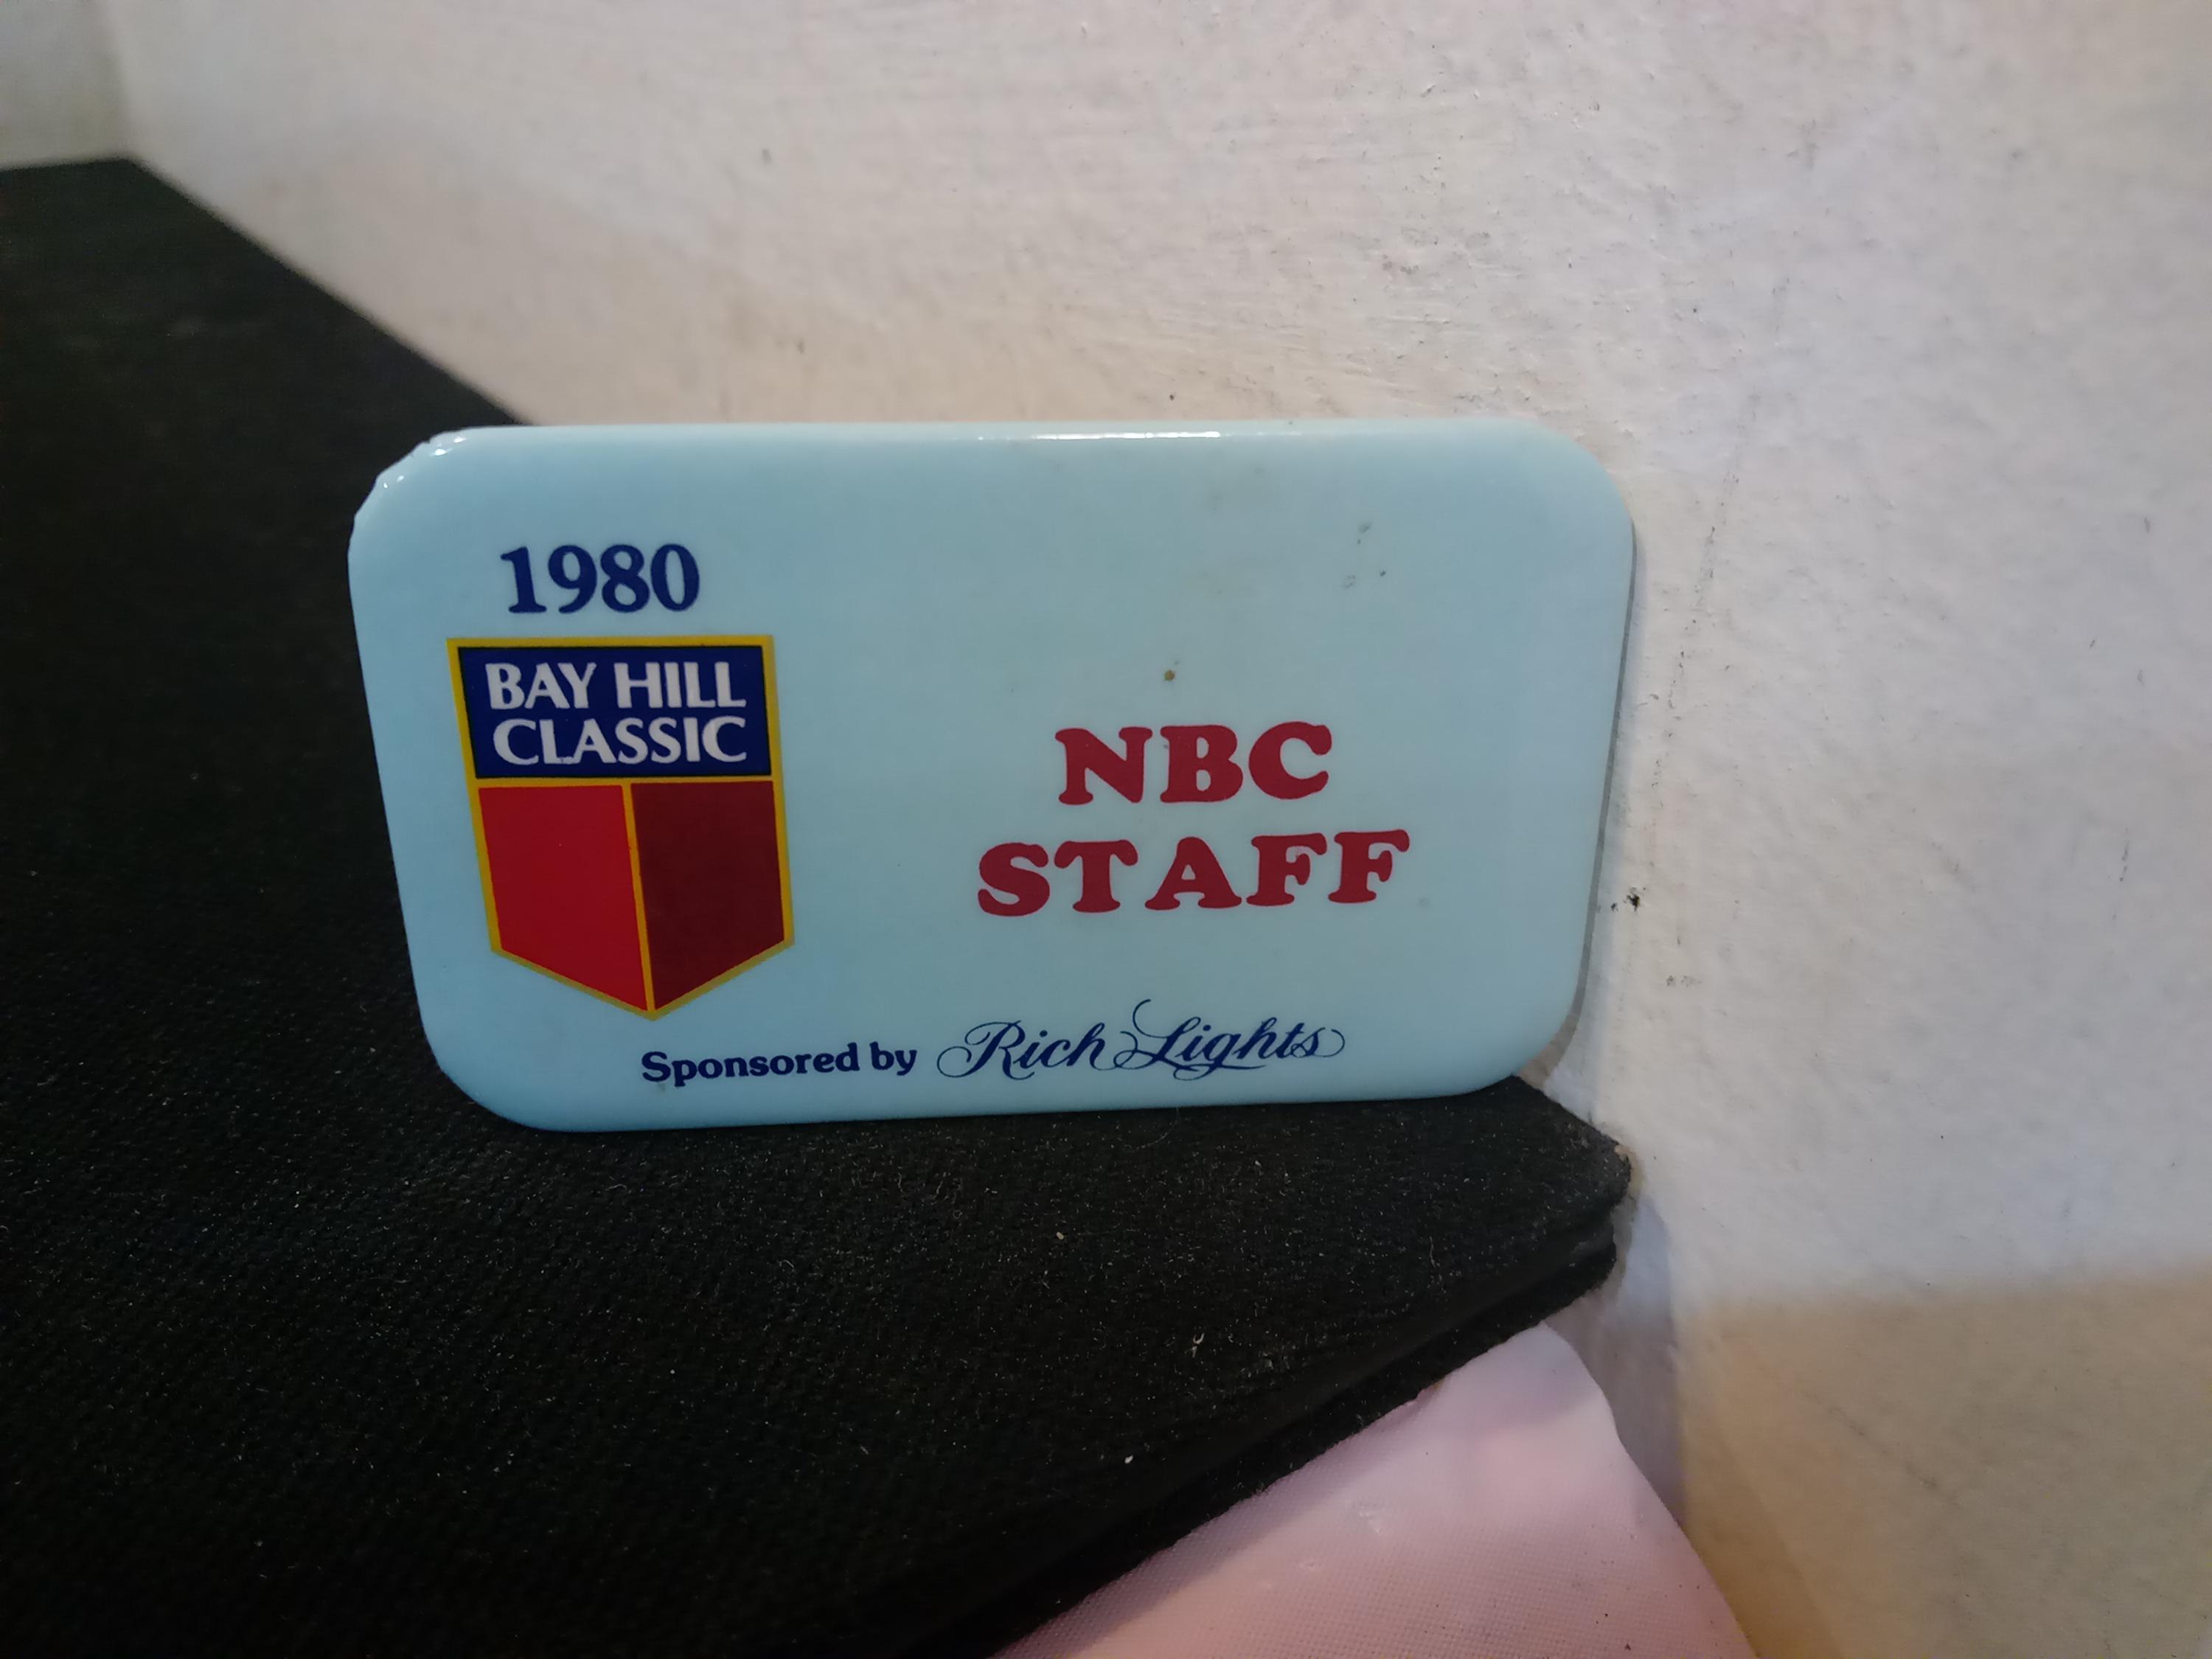 1980
BAY HILL
CLASSIC
NBC
STAFF
Sponsored by Rich Lights